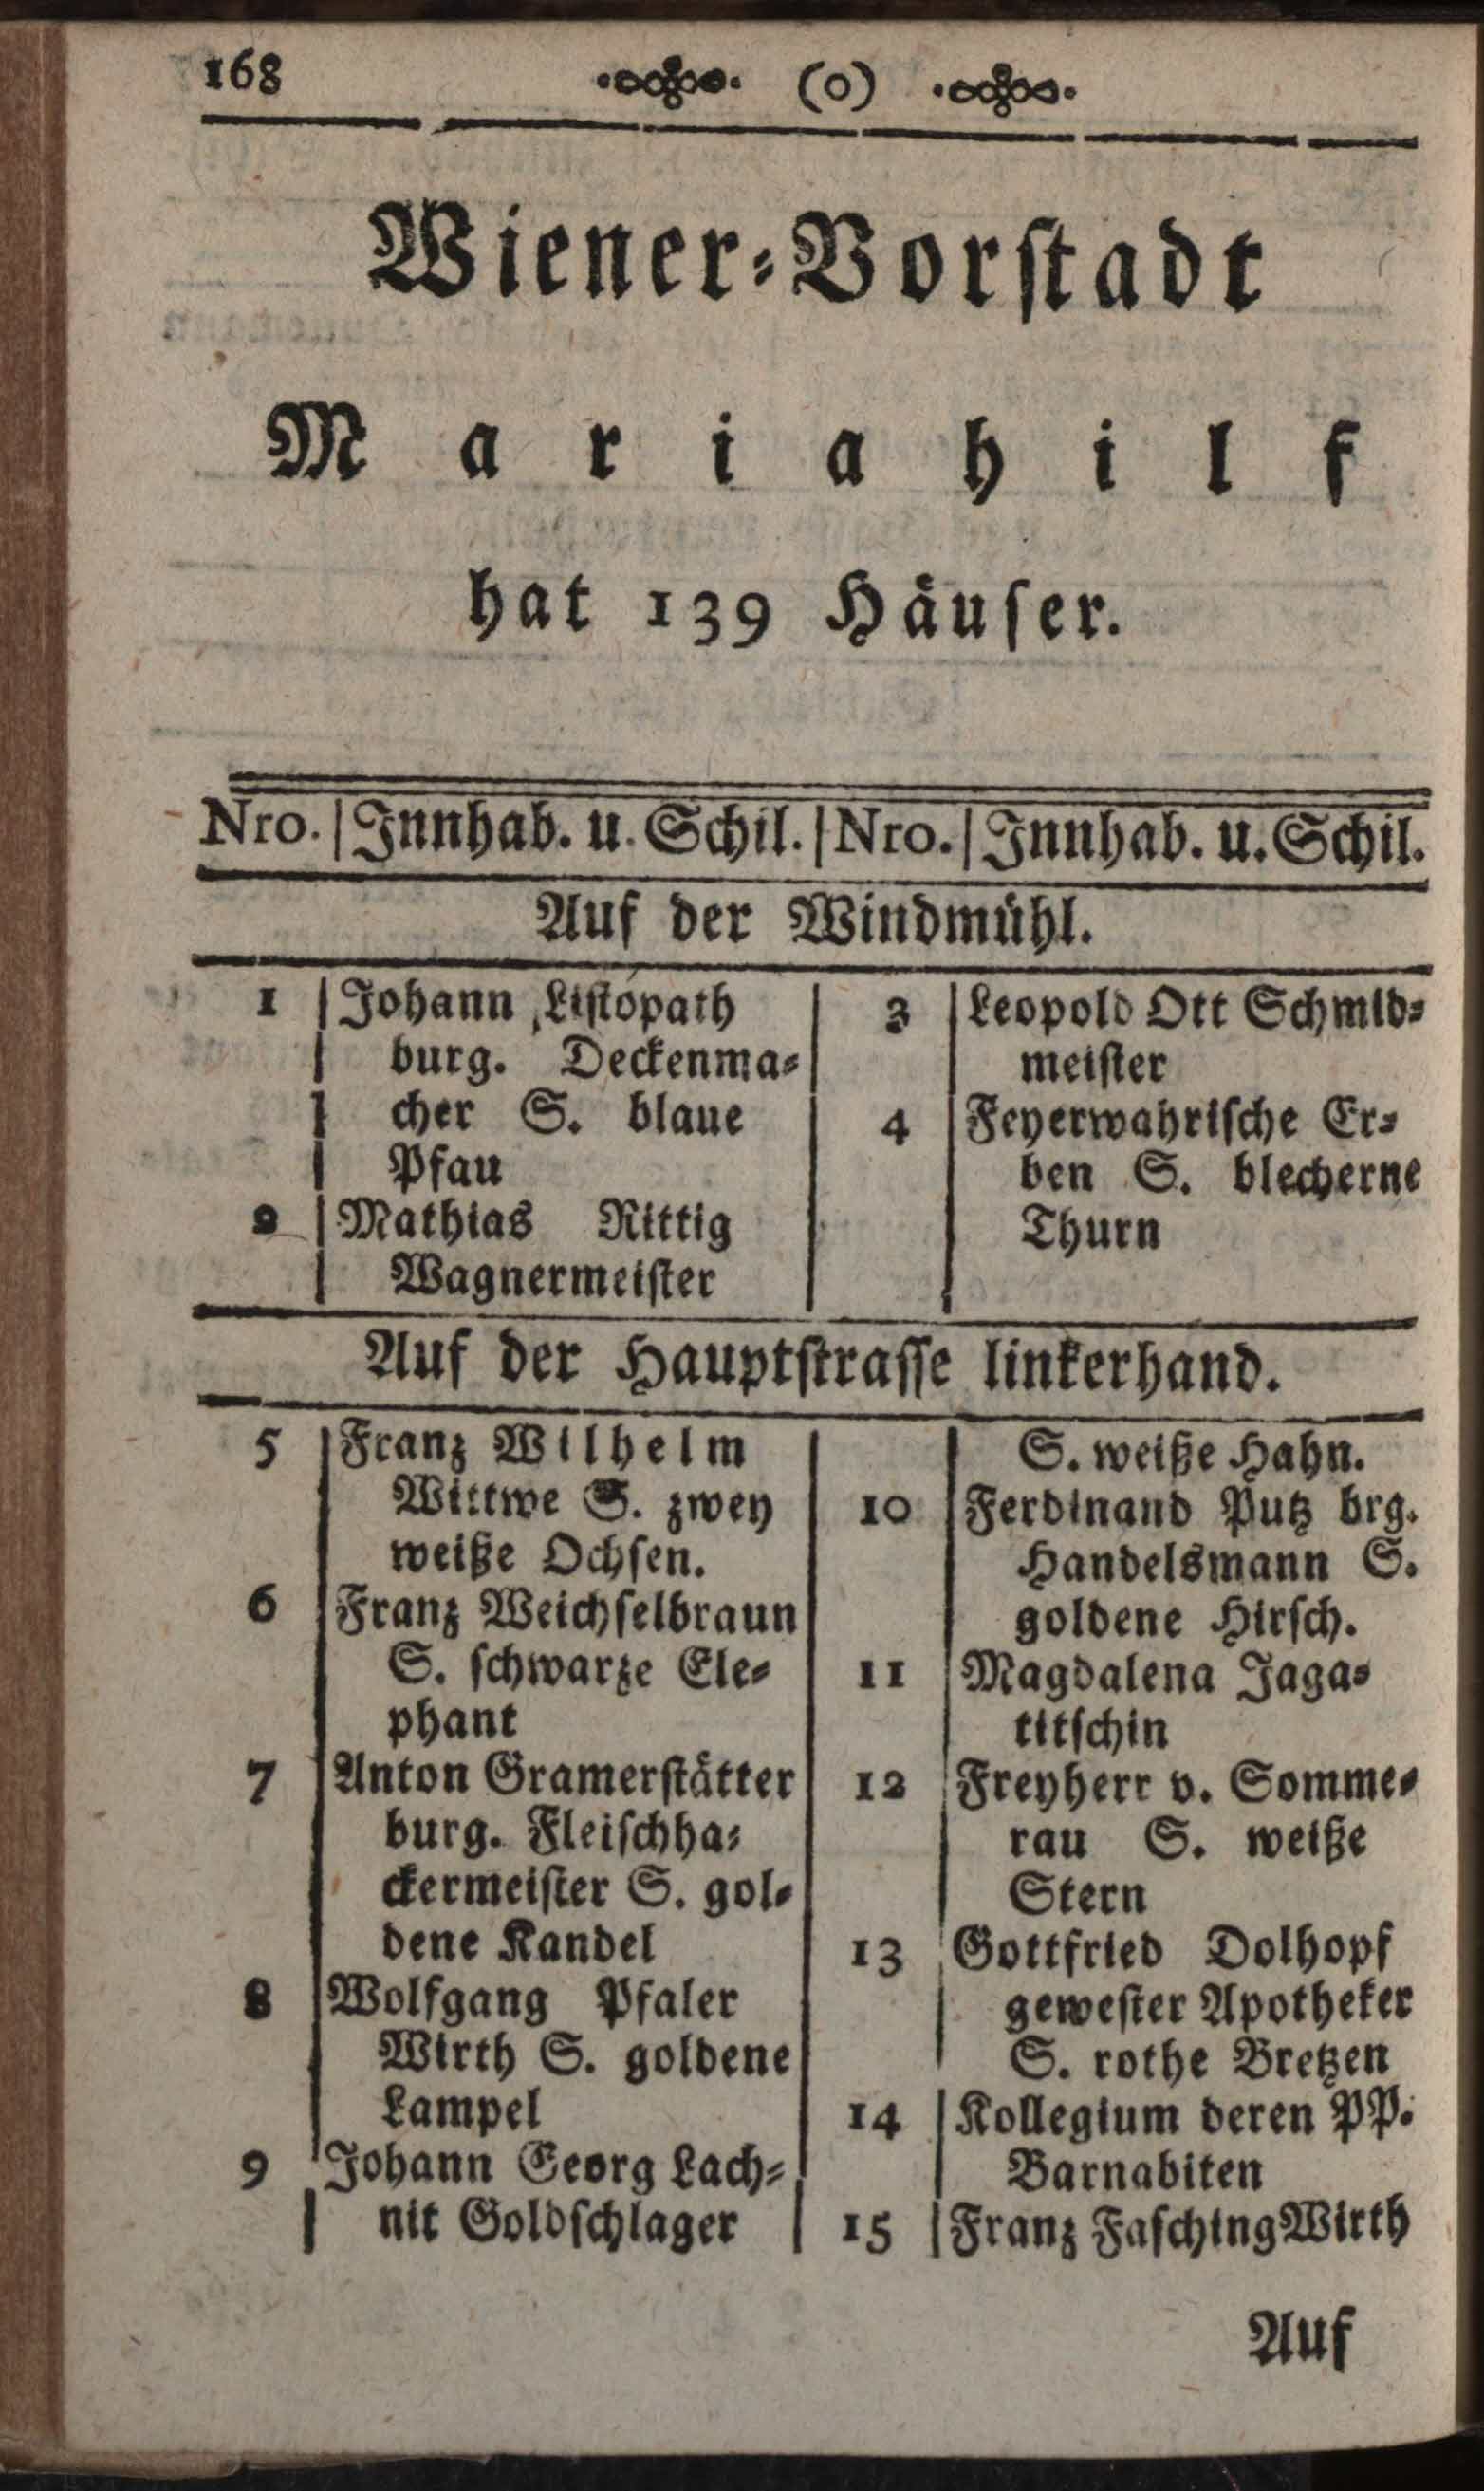 168 (o)
Wiener-Vorstadt
Mariahilf
hat 139 Häuser.
Nro. | Innhab. u. Schil. | Nro. | Innhab. u. Schil.
Auf der Windmühl.
1 Johann Listopath
burg. Deckenma-
cher S. blaue
Pfau
2 Mathias Rittig
Wagnermeister
3 Leopold Ott Schmid-
meister
4 Feyerwahrische Er-
ben S. blecherne
Thurn
Auf der Hauptstrasse linkerhand.
5 Franz Wilhelm
Wittwe S. zwey
weiße Ochsen.
6 Franz Weichselbraun
S. schwarze Ele-
phant
7 Anton Gramerstätter
burg. Fleischha-
ckermeister S. gol-
dene Kandel
8 Wolfgang Pfaler
Wirth S. goldene
Lampel
9 Johann Georg Lach-
nit Goldschlager
S. weiße Hahn.
10 Ferdinand Putz brg.
Handelsmann S.
goldene Hirsch.
11 Magdalena Jaga-
titschin
12 Freyherr v. Somme-
rau S. weiße
Stern
13 Gottfried Dolhopf
gewester Apotheker
S. rothe Bretzen
14 Kollegium deren PP.
Barnabiten
15 Franz Fasching Wirth
Auf